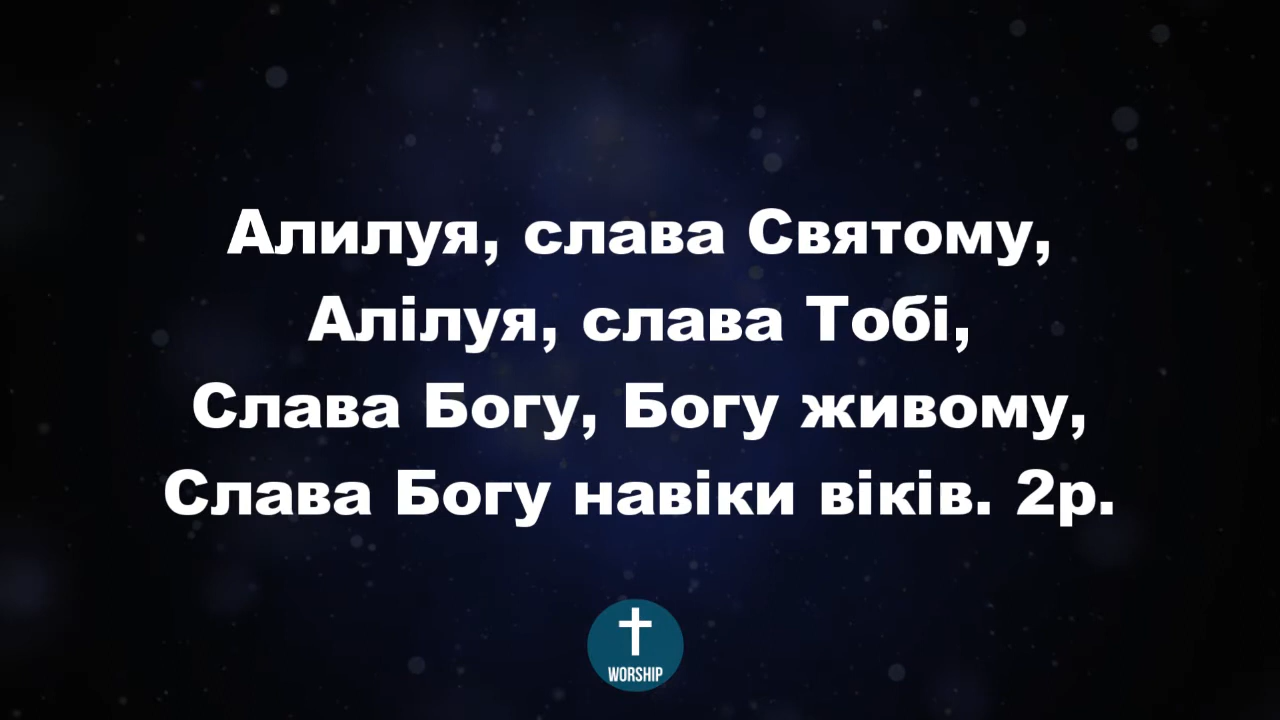 Алилуя, слава Святому,
Алілуя, слава Тобі,
Слава Богу, Богу живому,
Слава Богу навіки віків. 2р.
WORSHIP